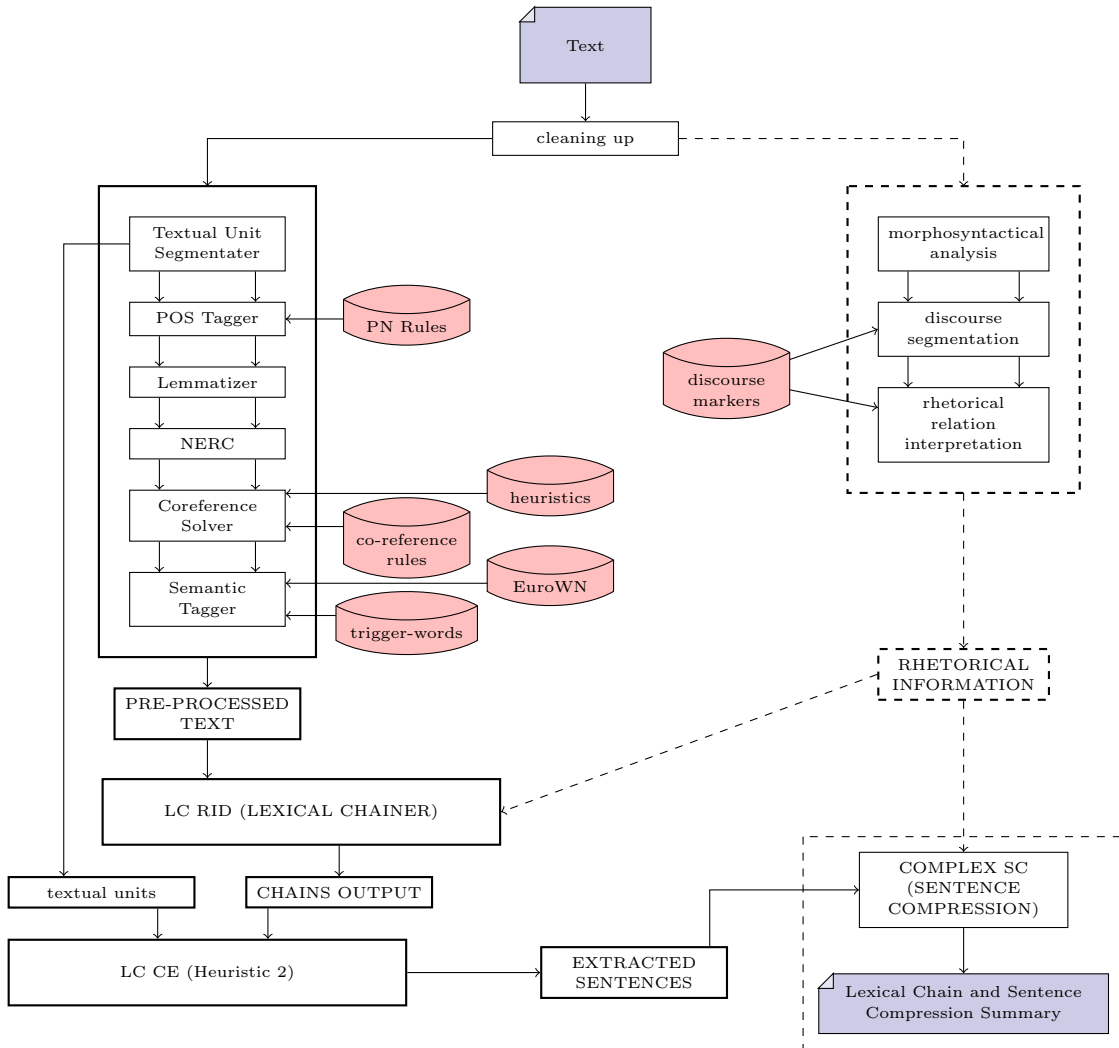 Text
cleaning up
Textual Unit
Segmentater
POS Tagger
Lemmatizer
NERC
Coreference
Solver
Semantic
Tagger
PN Rules
heuristics
co-reference
rules
EuroWN
trigger-words
discourse
markers
morphosyntactical
analysis
discourse
segmentation
rhetorical
relation
interpretation
RHETORICAL
INFORMATION
PRE-PROCESSED
TEXT
LC RID (LEXICAL CHAINER)
textual units
CHAINS OUTPUT
LC CE (Heuristic 2)
EXTRACTED
SENTENCES
COMPLEX SC
(SENTENCE
COMPRESSION)
Lexical Chain and Sentence
Compression Summary